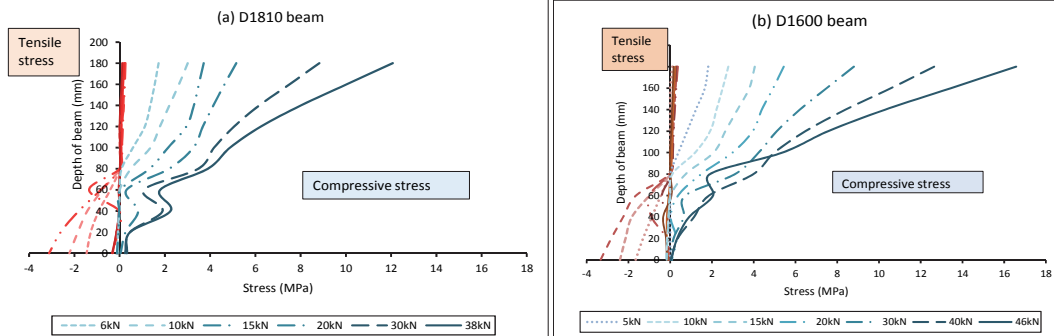 (a) D1810 beam
Tensile stress
Depth of beam (mm)
200
180
160
140
120
100
80
60
40
20
0
Compressive stress
-4 -2 0 2 4 6 8 10 12 14 16 18
Stress (MPa)
6kN 10kN 15kN 20kN 30kN 38kN
(b) D1600 beam
Tensile stress
Depth of beam (mm)
160
140
120
100
80
60
40
20
0
Compressive stress
-4 -2 0 2 4 6 8 10 12 14 16 18
Stress (MPa)
5kN 10kN 15kN 20kN 30kN 40kN 46kN